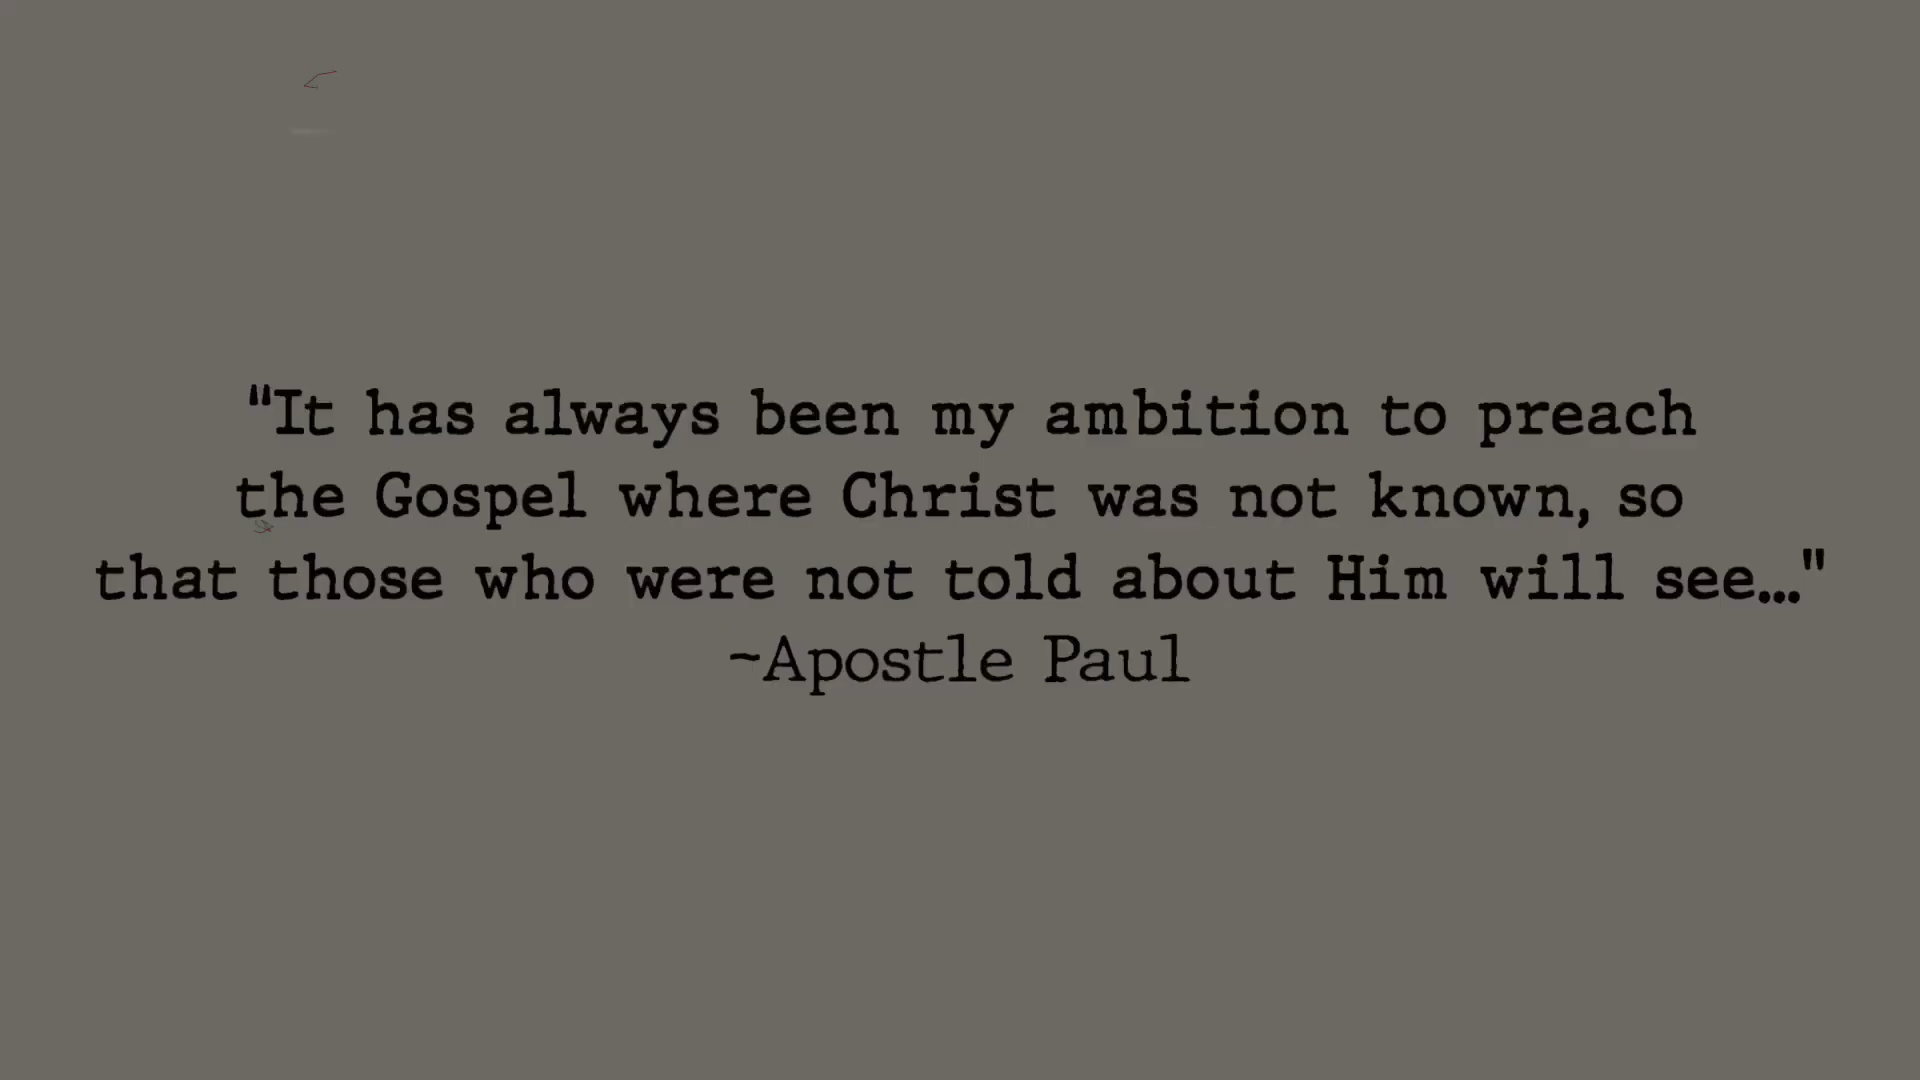 "It has always been my ambition to preach
the Gospel where Christ was not known, so
that those who were not told about Him will see..."
~Apostle Paul